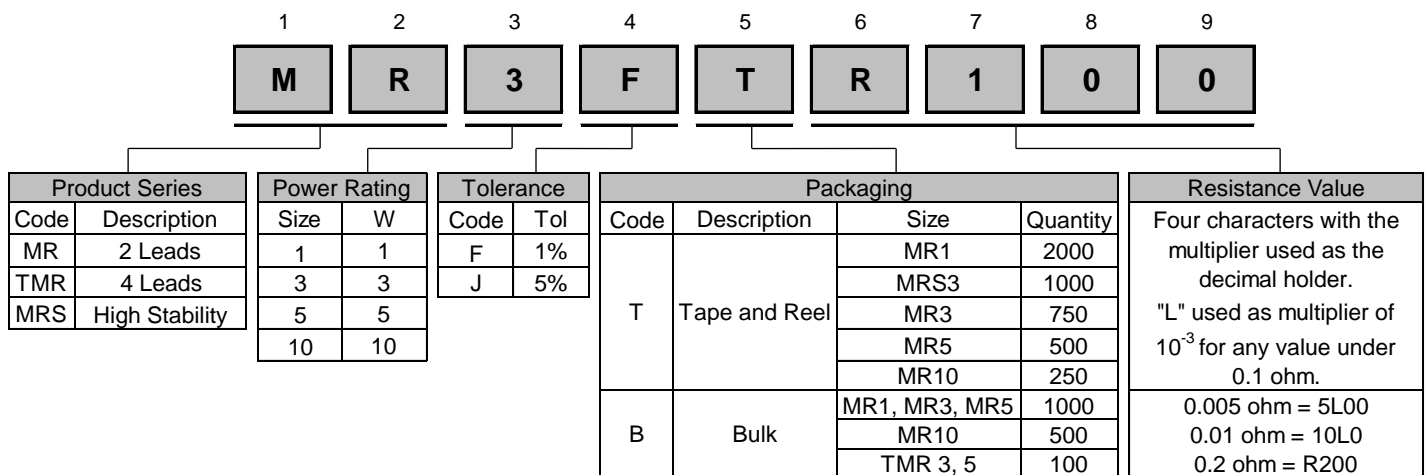 1 2 3 4 5 6 7 8 9
M R 3 F T R 1 0 0
Product Series
Code Description
MR 2 Leads
TMR 4 Leads
MRS High Stability
Power Rating
Size W
1 1
3 3
5 5
10 10
Tolerance
Code Tol
F 1%
J 5%
Packaging
Code Description Size Quantity
T Tape and Reel
MR1 2000
MRS3 1000
MR3 750
MR5 500
MR10 250
B Bulk
MR1, MR3, MR5 1000
MR10 500
TMR 3, 5 100
Resistance Value
Four characters with the
multiplier used as the
decimal holder.
"L" used as multiplier of
10⁻³ for any value under
0.1 ohm.
0.005 ohm = 5L00
0.01 ohm = 10L0
0.2 ohm = R200